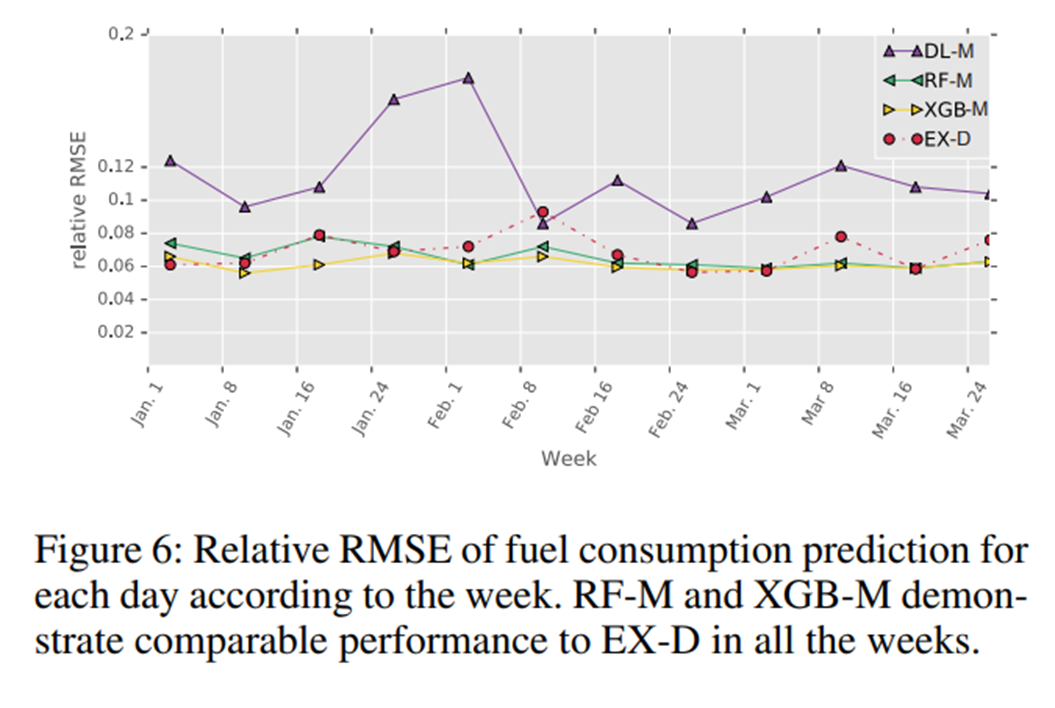 0.2
DL-M
RF-M
XGB-M
EX-D
relative RMSE
0.12
0.1
0.08
0.06
0.04
0.02
Jan. 1
Jan. 8
Jan. 16
Jan. 24
Feb. 1
Feb. 8
Feb 16
Feb. 24
Mar. 1
Mar 8
Mar. 16
Mar. 24
Week
Figure 6: Relative RMSE of fuel consumption prediction for
each day according to the week. RF-M and XGB-M demon-
strate comparable performance to EX-D in all the weeks.